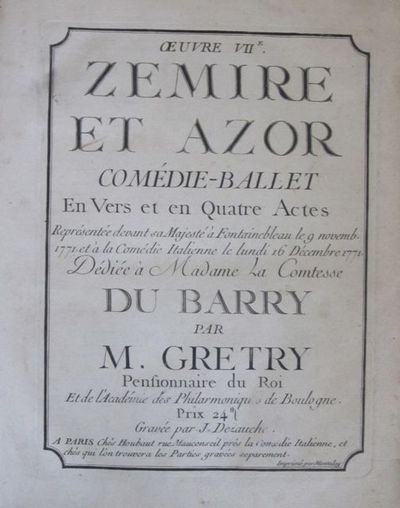 ŒUVRE VII.e
ZEMIRE
ET AZOR
COMÉDIE-BALLET
En Vers et en Quatre Actes
Représentée devant sa Majesté à Fontainebleau le 9 novemb.
1771. et à la Comédie Italienne le lundi 16 Décembre 1771.
Dédiée à Madame La Comtesse
DU BARRY
PAR
M. GRETRY
Pensionnaire du Roi
Et de l'Académie des Philarmoniques de Boulogne.
Prix 24#
Gravée par J. Dezauche.
A PARIS Chés Houbaut rue Mauconseil près la Comédie Italienne, et
chés qui l'on trouvera les Parties gravées separement.
Imprimé par